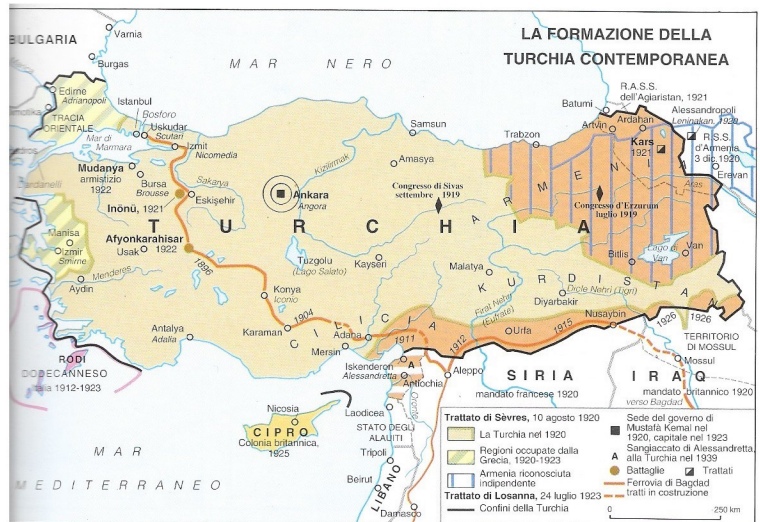 LA FORMAZIONE DELLA
TURCHIA CONTEMPORANEA
BULGARIA
Varnia
Burgas
MAR NERO
Edirne
Adrianopoli
Istanbul
Bosforo
TRACIA
ORIENTALE
Uskudar
Scutari
Mar di
Marmara
Izmit
Nicomedia
Mudanya
armistizio
1922
Bursa
Brousse
Sakarya
Inönü, 1921
Eskişehir
Ankara
Angora
Kizilirmak
Samsun
Amasya
Congresso di Sivas
settembre 1919
Trabzon
Batumi
R.A.S.S.
dell'Agiaristan, 1921
Artvin
Ardahan
Kars
1921
Alessandropoli
Leninakan, 1920
R.S.S.
d'Armenia
3 dic. 1920
Erevan
Aras
ARMENIA
Congresso d'Erzurum
luglio 1919
TURCHIA
Dardanelli
Manisa
Izmir
Smirne
Afyonkarahisar
Usak
1922
Menderes
Aydin
1896
Tuzgolu
(Lago Salato)
Kayseri
Malatya
Bitlis
Lago di
Van
Van
KURDISTAN
Dicle Nehri (Tigri)
Diyarbakir
Firat Nehri
(Eufrate)
Konya
Iconio
Karaman
1904
CILICIA
Antalya
Adalia
Mersin
Adana
1911
1912
Urfa
1915
Nusaybin
1926
1926
TERRITORIO
DI MOSSUL
Mossul
RODI
DODECANNESO
Italia 1912-1923
Iskenderon
Alessandretta
A
Antiochia
Aleppo
Oronte
SIRIA
mandato francese 1920
IRAQ
mandato britannico 1920
verso Bagdad
Nicosia
CIPRO
Colonia britannica,
1925
Laodicea
STATO DEGLI
ALAUITI
Tripoli
Beirut
LIBANO
Damasco
MAR
MEDITERRANEO
Trattato di Sèvres, 10 agosto 1920
La Turchia nel 1920
Regioni occupate dalla
Grecia, 1920-1923
Armenia riconosciuta
indipendente
Trattato di Losanna, 24 luglio 1923
Confini della Turchia
Sede del governo di
Mustafà Kemal nel
1920, capitale nel 1923
Sangiaccato di Alessandretta,
A alla Turchia nel 1939
Battaglie
Trattati
Ferrovia di Bagdad
tratti in costruzione
0
250 km